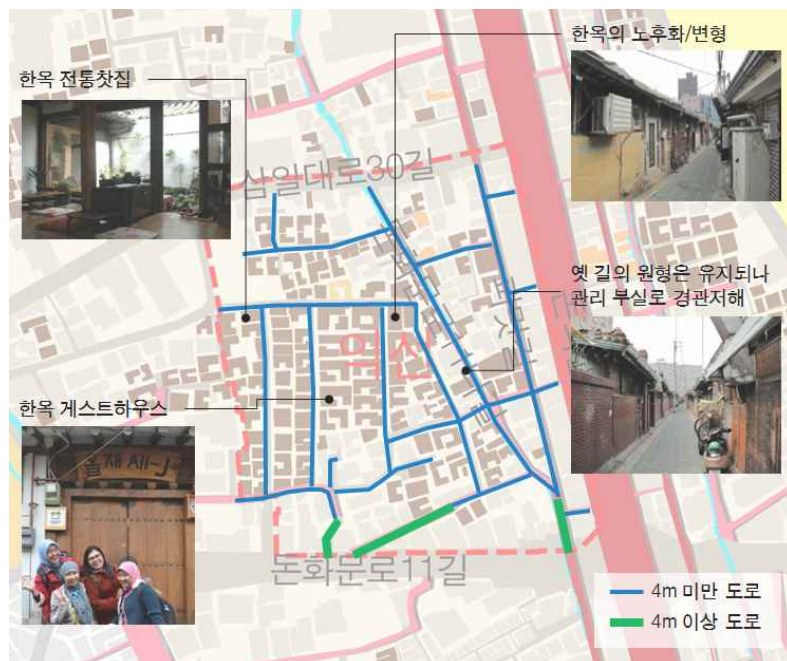 한옥의 노후화/변형
한옥 전통찻집
삼일대로30길
옛 길의 원형은 유지되나
관리 부실로 경관저해
익선
한옥 게스트하우스
돈화문로11길
4m 미만 도로
4m 이상 도로